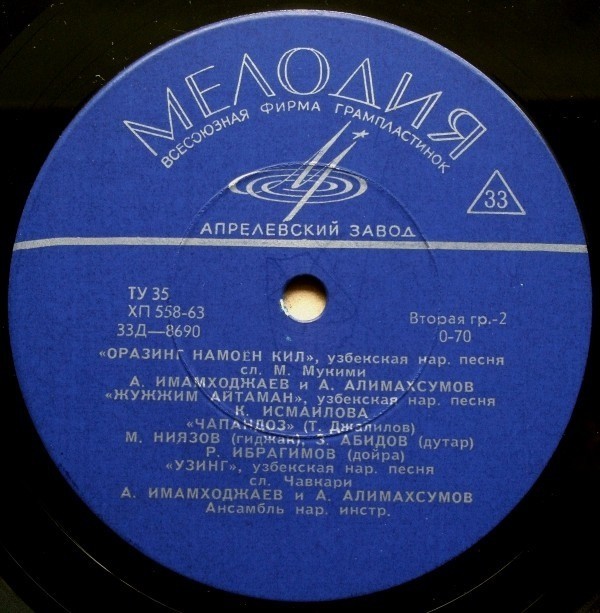 МЕЛОДИЯ
ВСЕСОЮЗНАЯ ФИРМА ГРАМПЛАСТИНОК
33
АПРЕЛЕВСКИЙ ЗАВОД
ТУ 35
ХП 558-63
33Д—8690
Вторая гр.-2
0-70
«ОРАЗИНГ НАМОЁН КИЛ», узбекская нар. песня
сл. М. Мукими
А. ИМАМХОДЖАЕВ и А. АЛИМАХСУМОВ
«ЖУЖЖИМ АЙТАМАН», узбекская нар. песня
К. ИСМАИЛОВА
«ЧАПАНДОЗ» (Т. Джалилов)
М. НИЯЗОВ (гиджак), З. АБИДОВ (дутар)
Р. ИБРАГИМОВ (дойра)
«УЗИНГ», узбекская нар. песня
сл. Чавкари
А. ИМАМХОДЖАЕВ и А. АЛИМАХСУМОВ
Ансамбль нар. инстр.